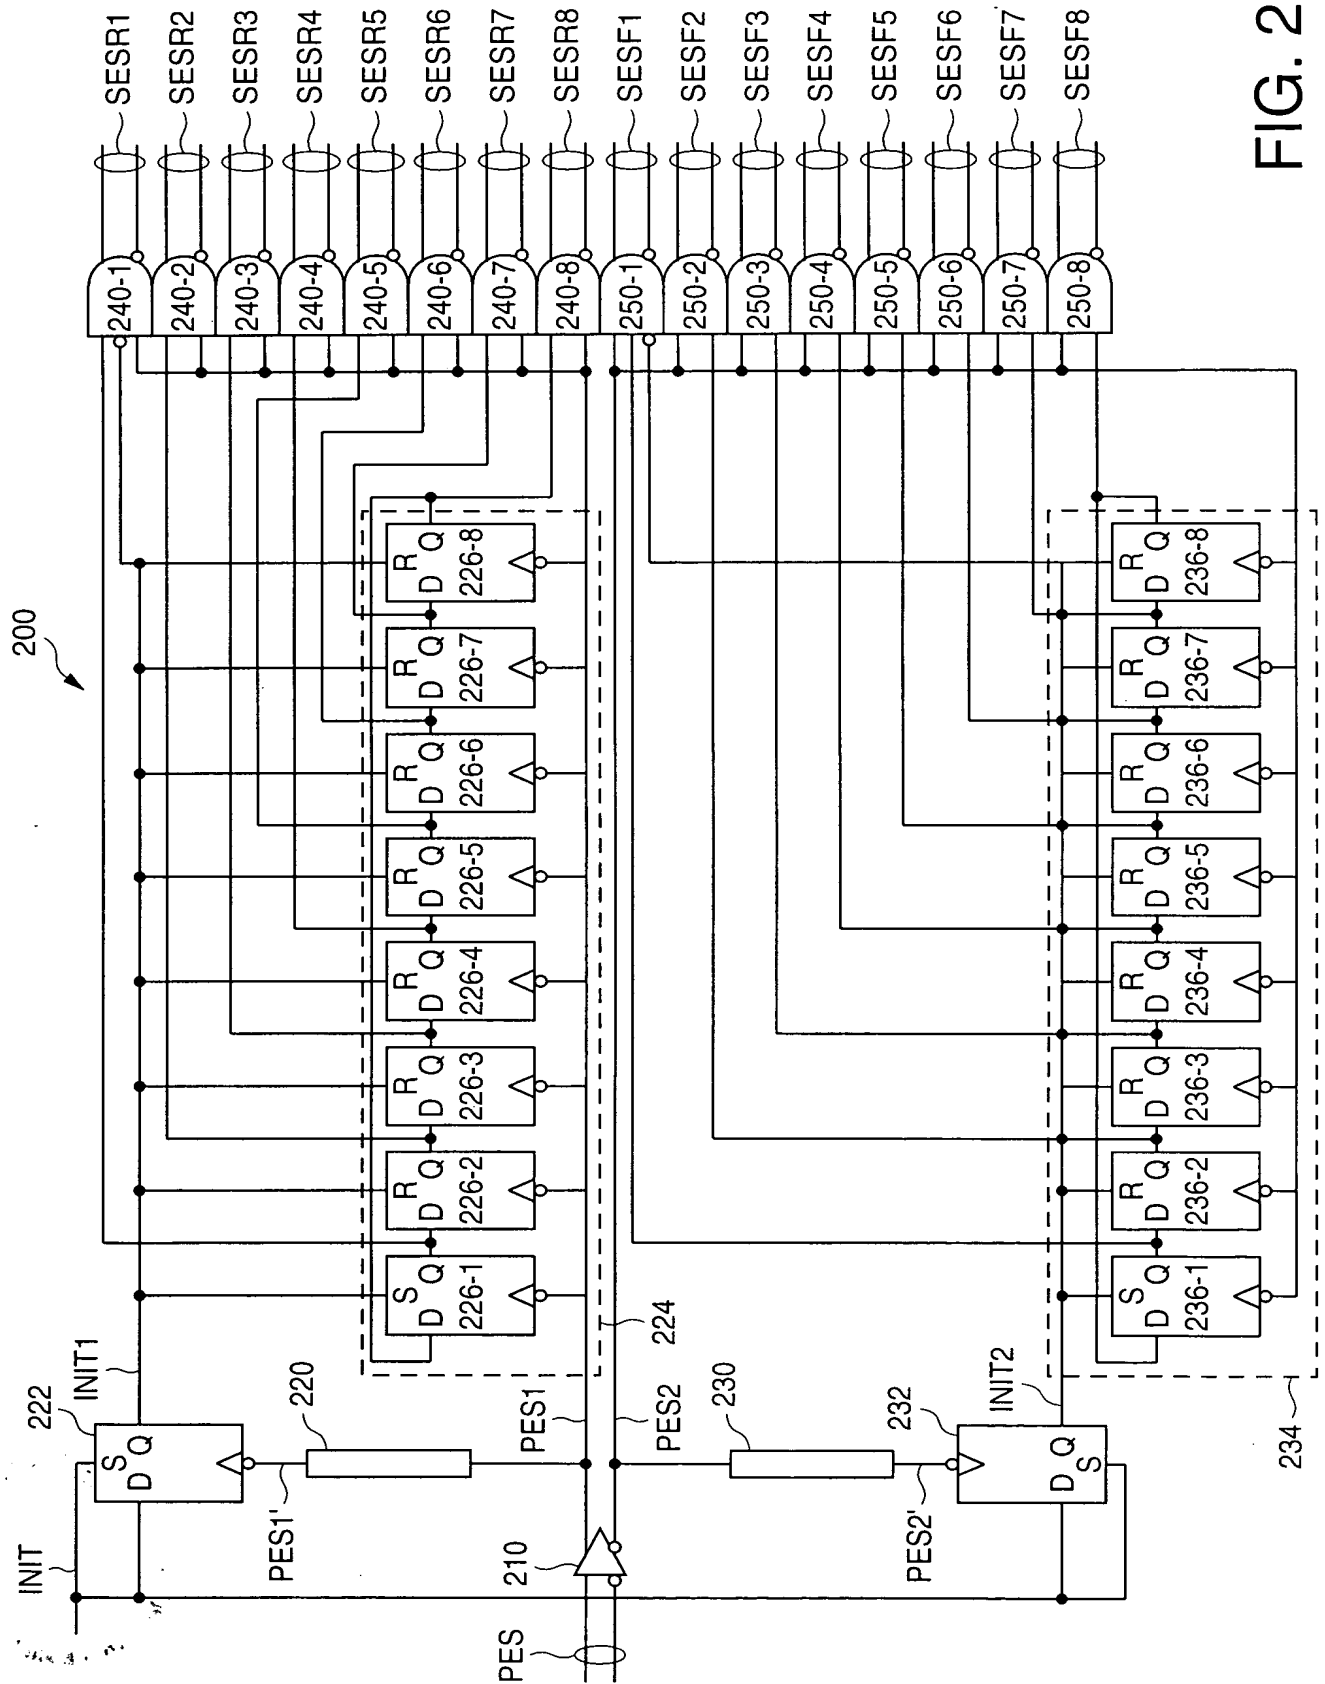 FIG. 2
200
INIT
222
INIT1
S
D Q
PES1'
220
PES
210
PES1
PES2
230
PES2'
232
D Q
S
INIT2
224
S
D Q
226-1
R
D Q
226-2
R
D Q
226-3
R
D Q
226-4
R
D Q
226-5
R
D Q
226-6
R
D Q
226-7
R
D Q
226-8
234
S
D Q
236-1
R
D Q
236-2
R
D Q
236-3
R
D Q
236-4
R
D Q
236-5
R
D Q
236-6
R
D Q
236-7
R
D Q
236-8
240-1
240-2
240-3
240-4
240-5
240-6
240-7
240-8
250-1
250-2
250-3
250-4
250-5
250-6
250-7
250-8
SESR1
SESR2
SESR3
SESR4
SESR5
SESR6
SESR7
SESR8
SESF1
SESF2
SESF3
SESF4
SESF5
SESF6
SESF7
SESF8